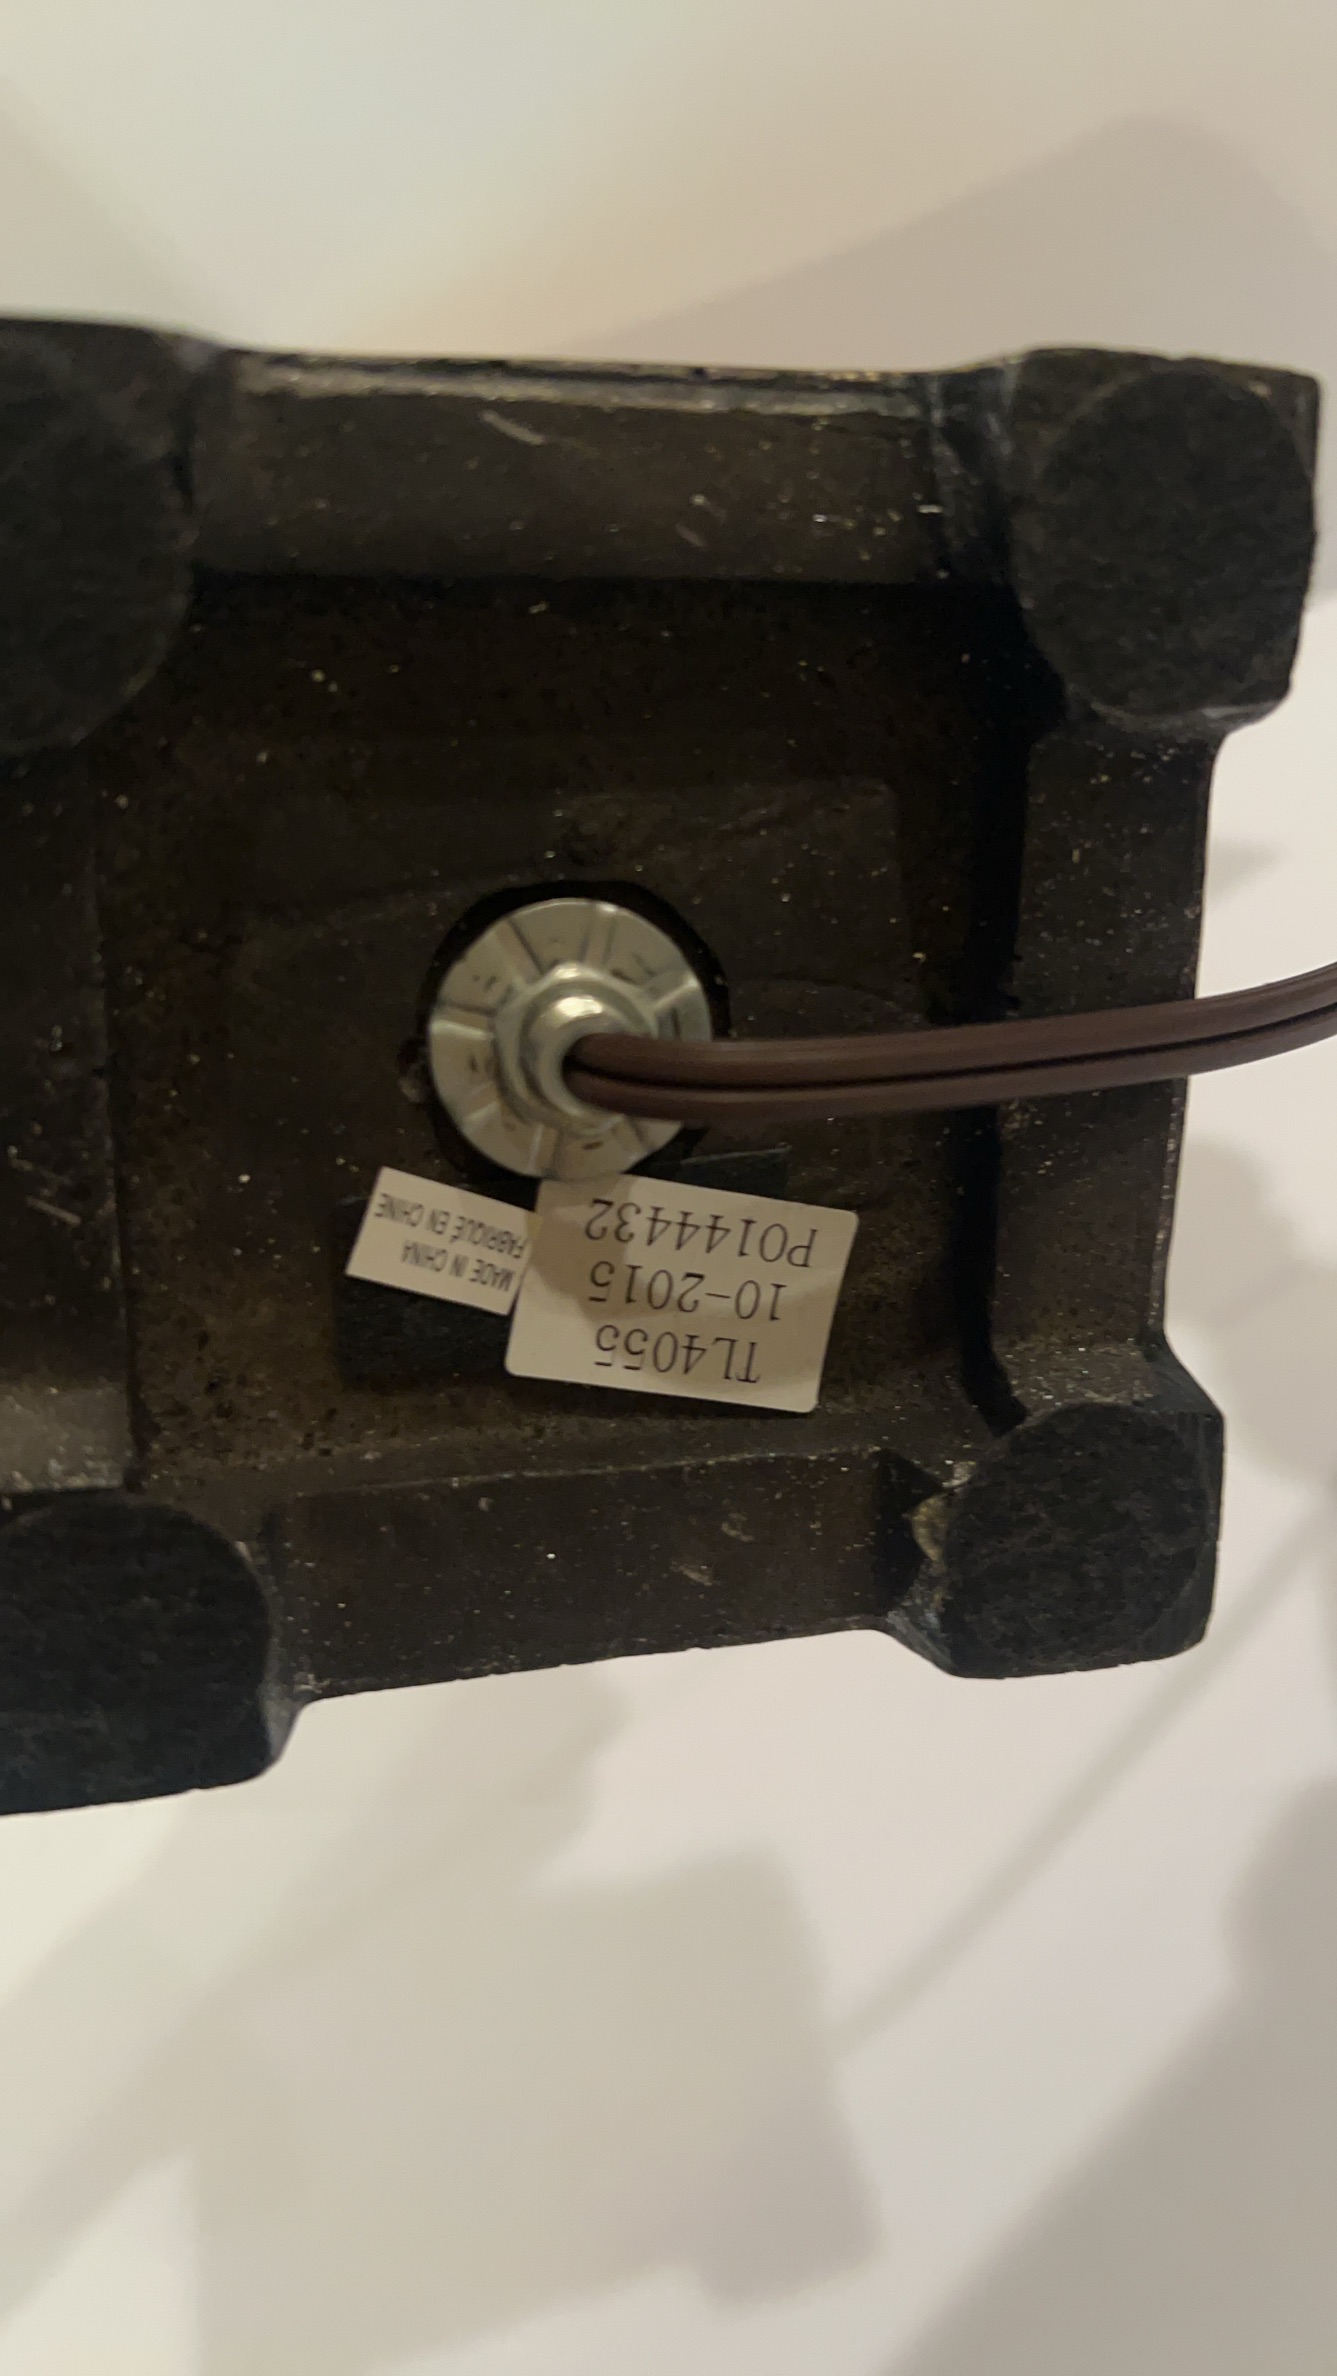 TL4055
10-2015
PO144432
MADE IN CHINA
FABRIQUÉ EN CHINE